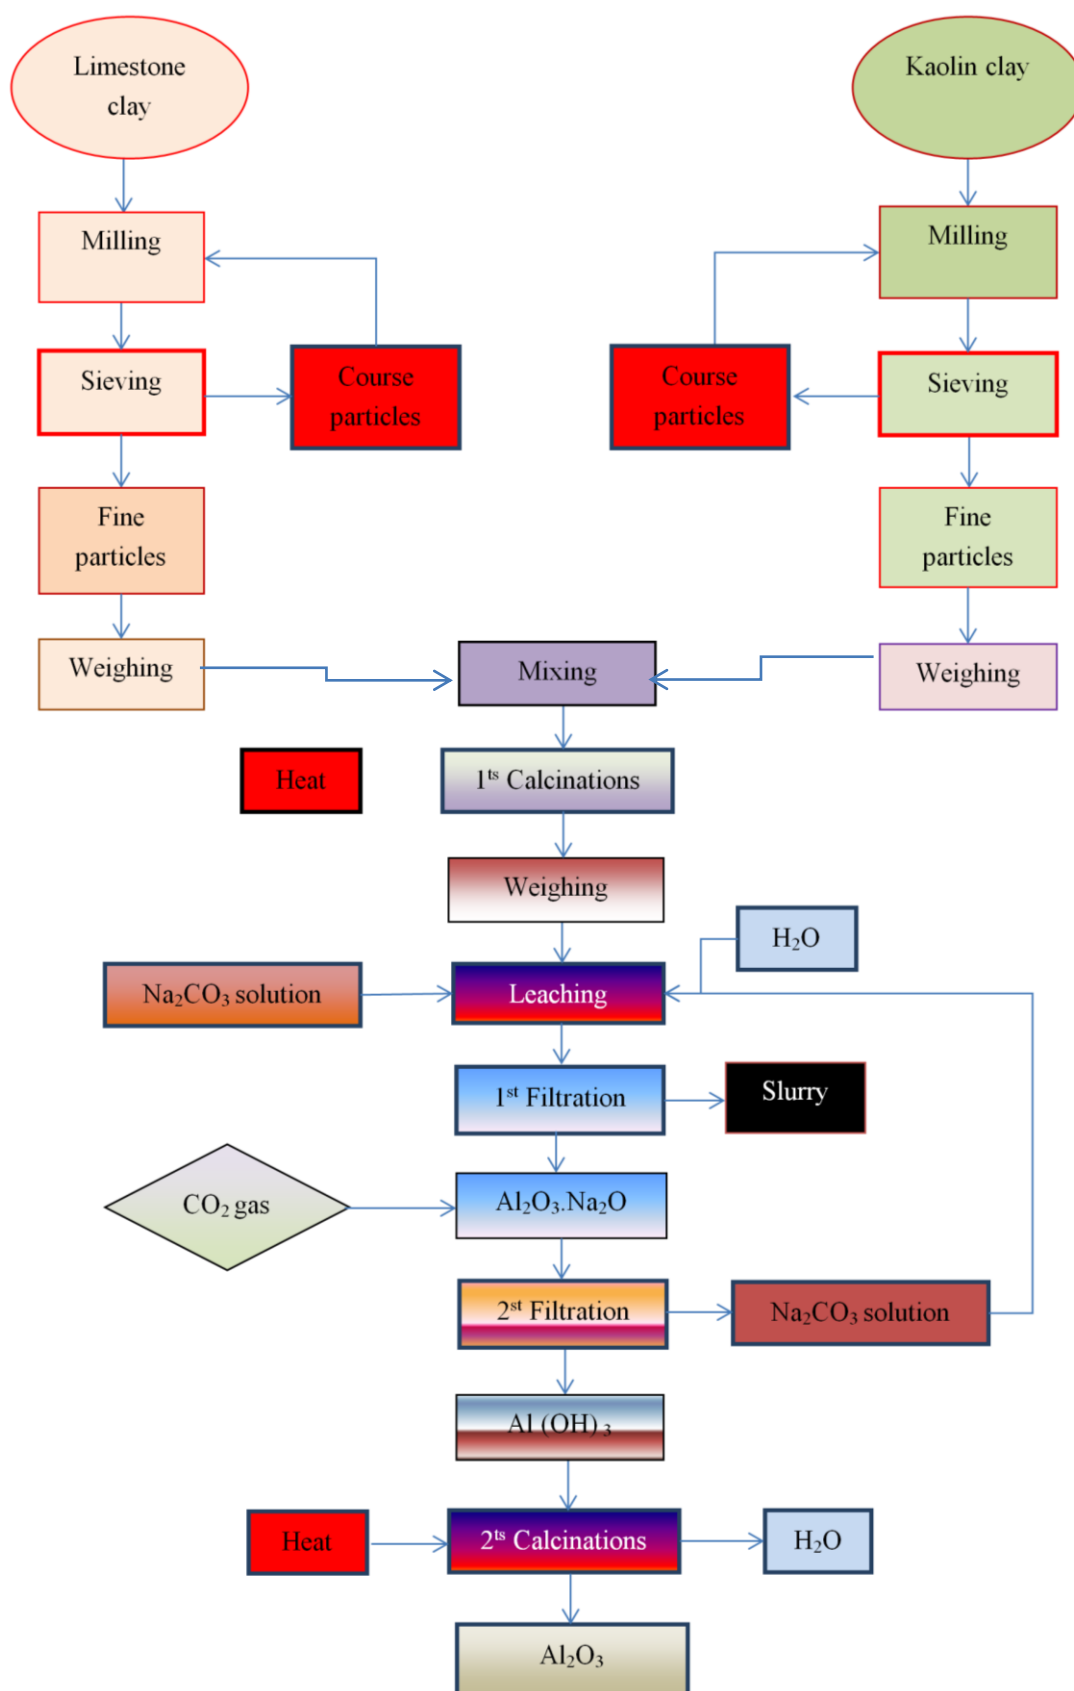 Limestone
clay
Kaolin clay
Milling
Milling
Sieving
Course
particles
Course
particles
Sieving
Fine
particles
Fine
particles
Weighing
Mixing
Weighing
Heat
1ᵗˢ Calcinations
Weighing
H₂O
Na₂CO₃ solution
Leaching
1ˢᵗ Filtration
Slurry
CO₂ gas
Al₂O₃.Na₂O
2ˢᵗ Filtration
Na₂CO₃ solution
Al (OH) ₃
Heat
2ᵗˢ Calcinations
H₂O
Al₂O₃